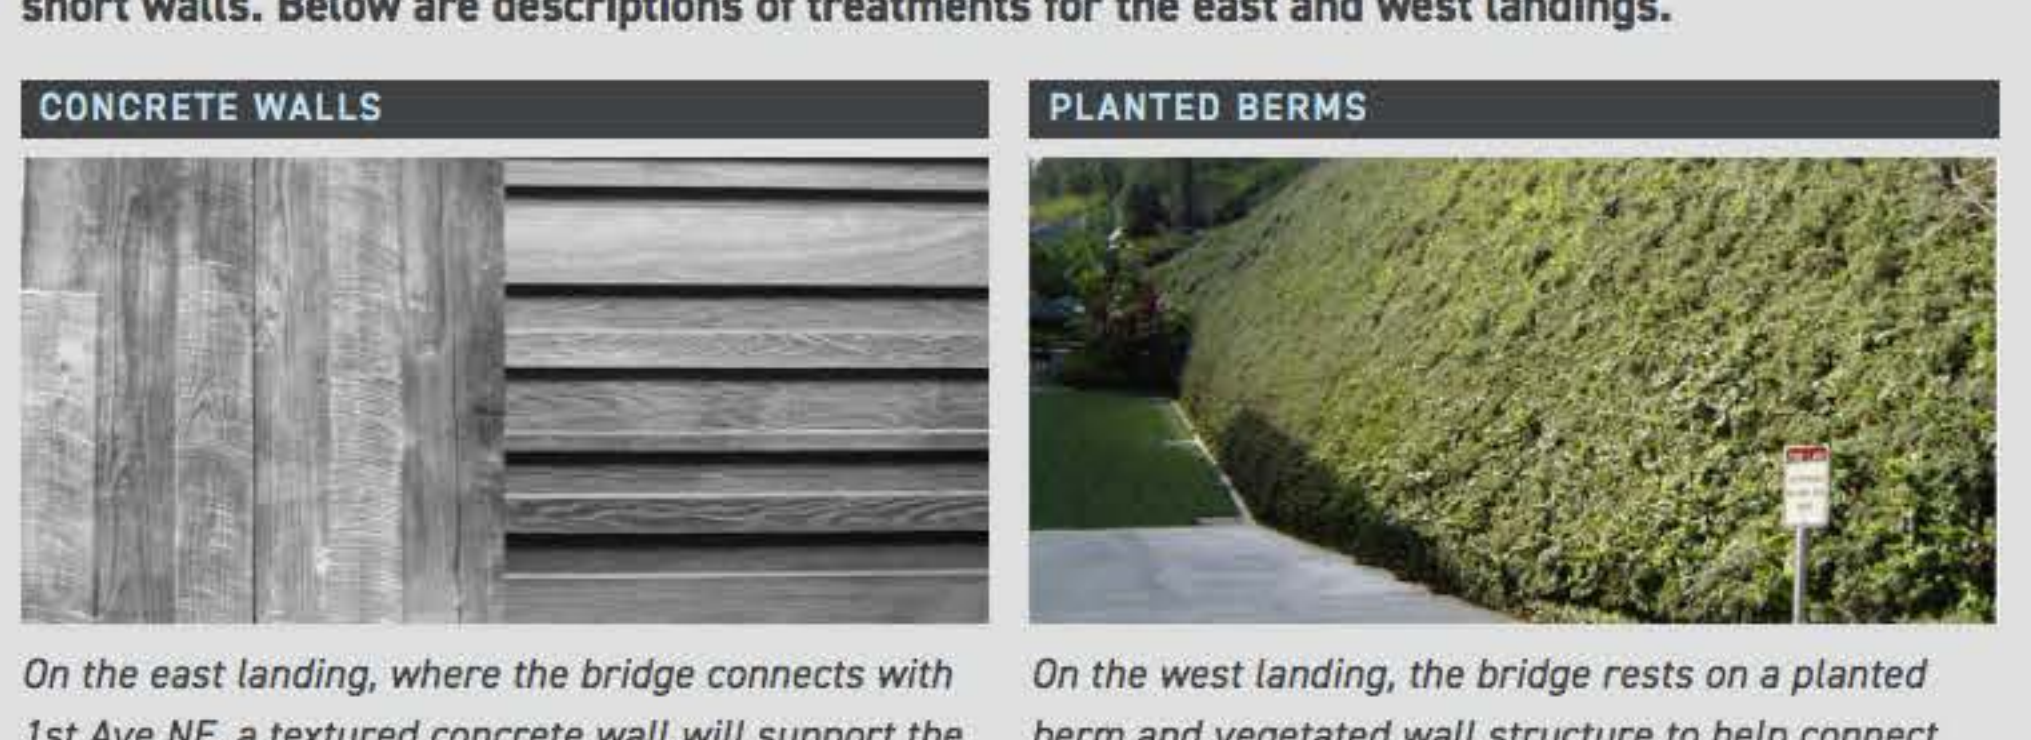 short walls. Below are descriptions of treatments for the east and west landings.
CONCRETE WALLS
PLANTED BERMS
On the east landing, where the bridge connects with
1st Ave NE, a textured concrete wall will support the
On the west landing, the bridge rests on a planted
berm and vegetated wall structure to help connect